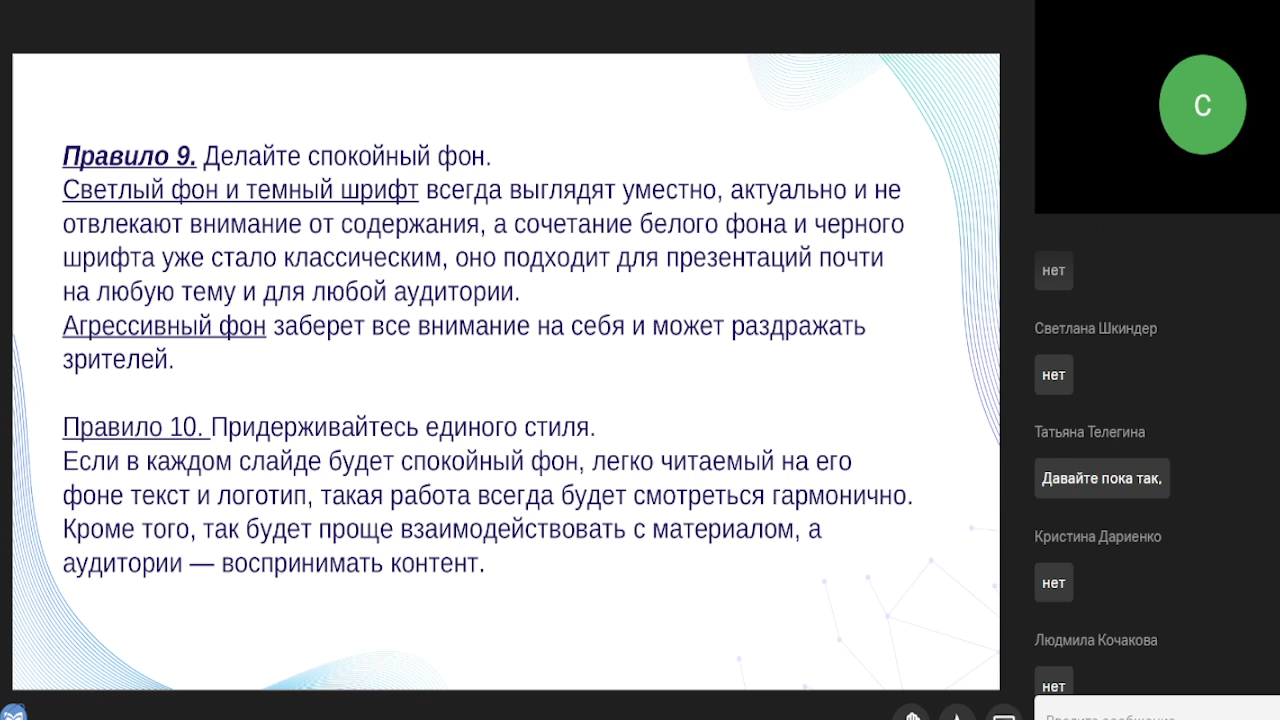 Правило 9. Делайте спокойный фон.
Светлый фон и темный шрифт всегда выглядят уместно, актуально и не
отвлекают внимание от содержания, а сочетание белого фона и черного
шрифта уже стало классическим, оно подходит для презентаций почти
на любую тему и для любой аудитории.
Агрессивный фон заберет все внимание на себя и может раздражать
зрителей.
Правило 10. Придерживайтесь единого стиля.
Если в каждом слайде будет спокойный фон, легко читаемый на его
фоне текст и логотип, такая работа всегда будет смотреться гармонично.
Кроме того, так будет проще взаимодействовать с материалом, а
аудитории — воспринимать контент.
С
нет
Светлана Шкиндер
нет
Татьяна Телегина
Давайте пока так,
Кристина Дариенко
нет
Людмила Кочакова
нет